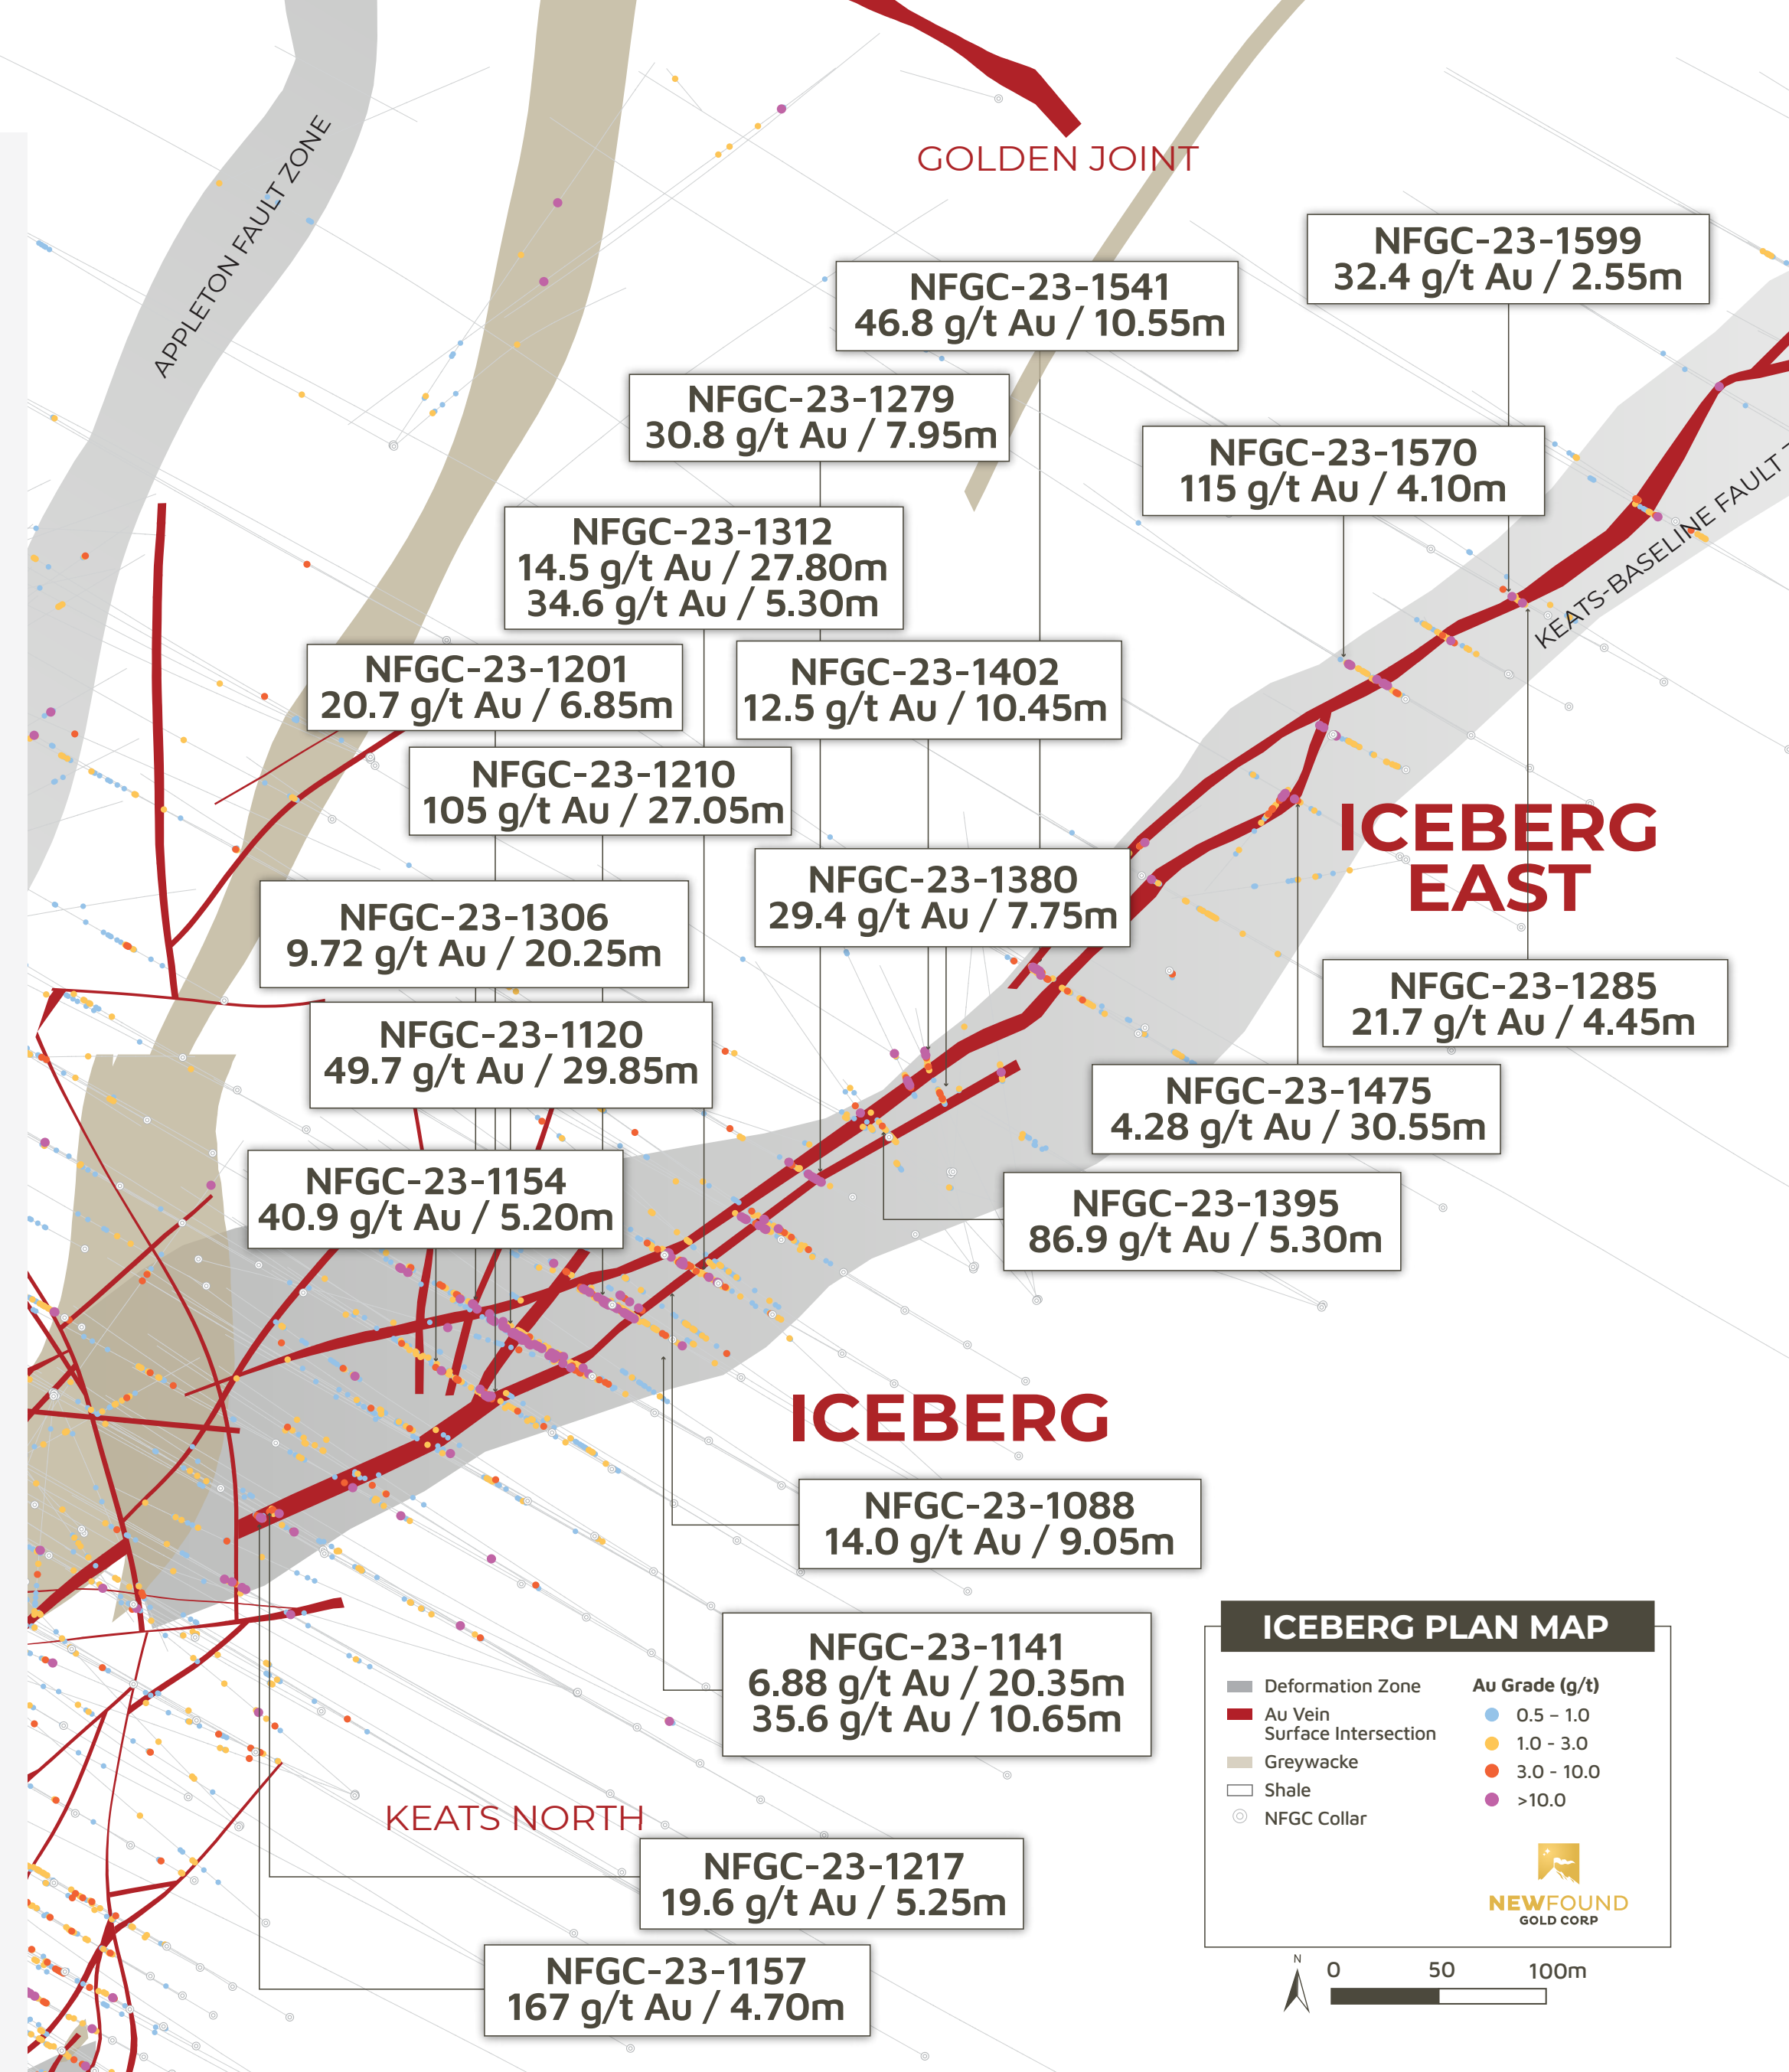 GOLDEN JOINT
APPLETON FAULT ZONE
NFGC-23-1599
32.4 g/t Au / 2.55m
NFGC-23-1541
46.8 g/t Au / 10.55m
NFGC-23-1279
30.8 g/t Au / 7.95m
NFGC-23-1570
115 g/t Au / 4.10m
KEATS-BASELINE FAULT
NFGC-23-1312
14.5 g/t Au / 27.80m
34.6 g/t Au / 5.30m
NFGC-23-1201
20.7 g/t Au / 6.85m
NFGC-23-1402
12.5 g/t Au / 10.45m
NFGC-23-1210
105 g/t Au / 27.05m
ICEBERG
EAST
NFGC-23-1380
29.4 g/t Au / 7.75m
NFGC-23-1306
9.72 g/t Au / 20.25m
NFGC-23-1285
21.7 g/t Au / 4.45m
NFGC-23-1120
49.7 g/t Au / 29.85m
NFGC-23-1475
4.28 g/t Au / 30.55m
NFGC-23-1154
40.9 g/t Au / 5.20m
NFGC-23-1395
86.9 g/t Au / 5.30m
ICEBERG
NFGC-23-1088
14.0 g/t Au / 9.05m
NFGC-23-1141
6.88 g/t Au / 20.35m
35.6 g/t Au / 10.65m
KEATS NORTH
NFGC-23-1217
19.6 g/t Au / 5.25m
NFGC-23-1157
167 g/t Au / 4.70m
ICEBERG PLAN MAP
Deformation Zone
Au Vein
Surface Intersection
Greywacke
Shale
NFGC Collar
Au Grade (g/t)
0.5 – 1.0
1.0 - 3.0
3.0 - 10.0
>10.0
NEWFOUND
GOLD CORP
N
0 50 100m